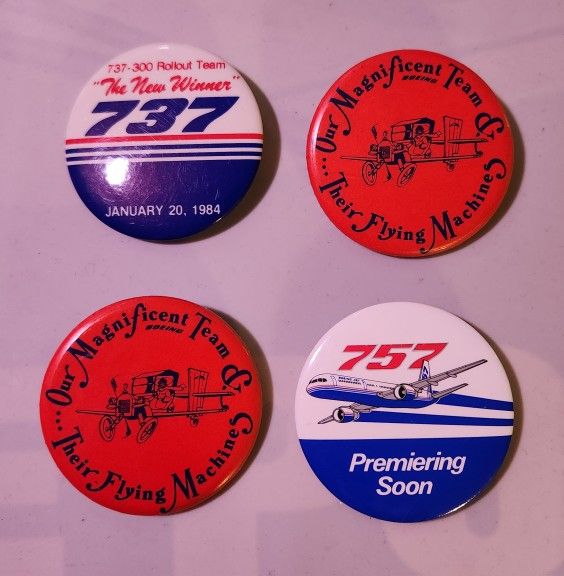 737-300 Rollout Team
"The New Winner"
737
JANUARY 20, 1984
Our Magnificent Team &
BOEING
...Their Flying Machines
Our Magnificent Team &
BOEING
...Their Flying Machines
757
Premiering
Soon